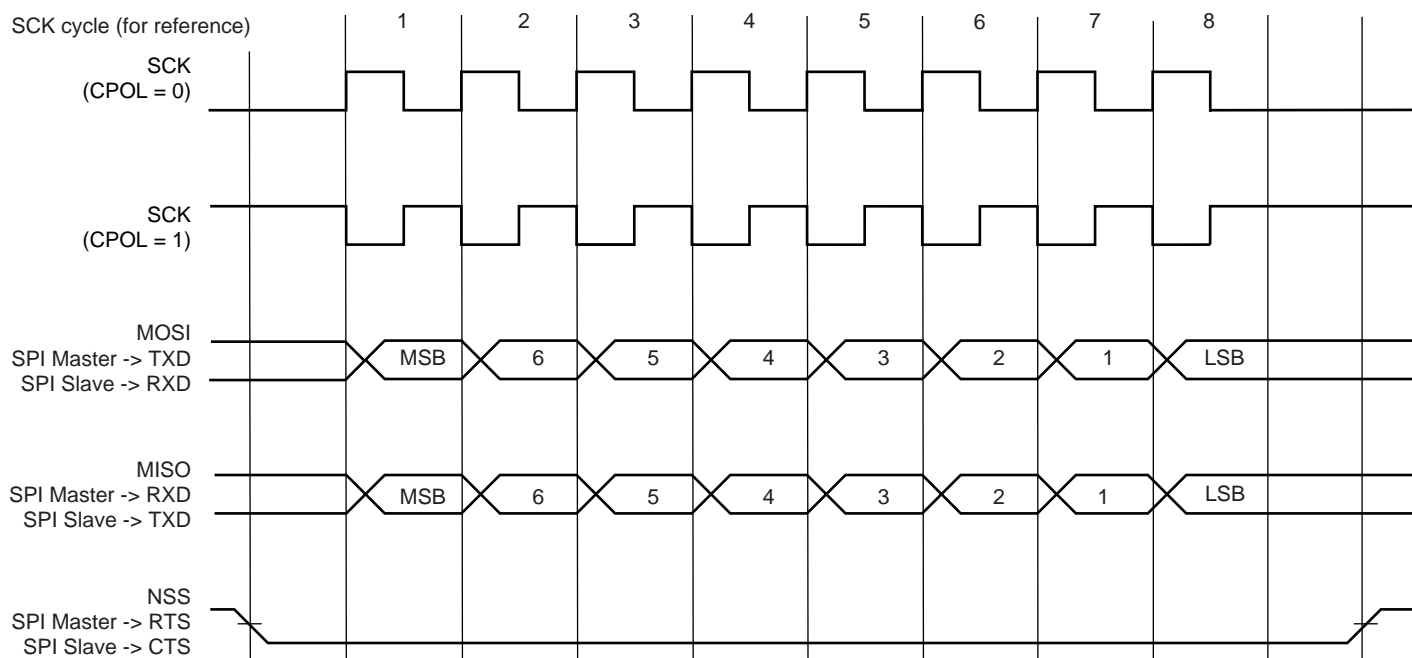 SCK cycle (for reference)
1 2 3 4 5 6 7 8
SCK
(CPOL = 0)
SCK
(CPOL = 1)
MOSI
SPI Master -> TXD
SPI Slave -> RXD
MSB 6 5 4 3 2 1 LSB
MISO
SPI Master -> RXD
SPI Slave -> TXD
MSB 6 5 4 3 2 1 LSB
NSS
SPI Master -> RTS
SPI Slave -> CTS